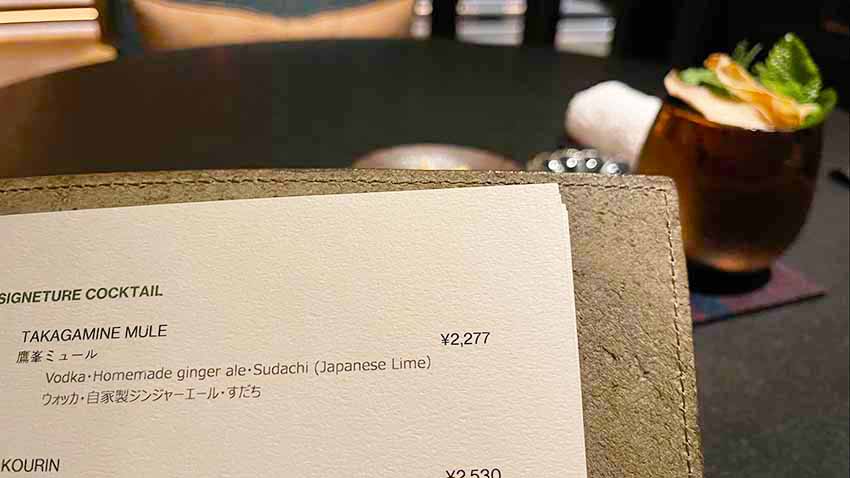 SIGNETURE COCKTAIL
TAKAGAMINE MULE ¥2,277
鷹峯ミュール
Vodka・Homemade ginger ale・Sudachi (Japanese Lime)
ウォッカ・自家製ジンジャーエール・すだち
KOURIN ¥2,530